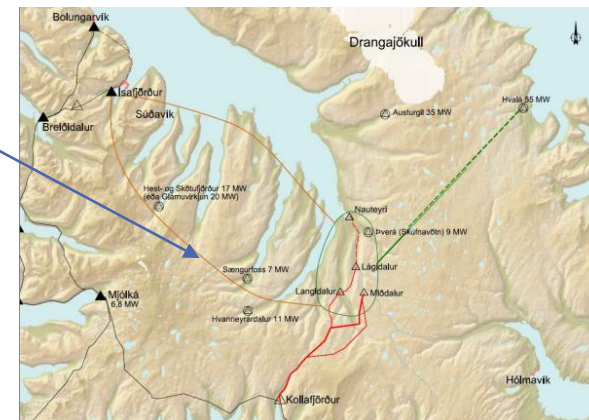 Bolungarvík
Drangajökull
Ísafjörður
Súðavík
Breiðidalur
Austurgil 35 MW
Hvalá 55 MW
Hest- og Skötufjörður 17 MW
(eða Glámuvirkjun 20 MW)
Nauteyri
Þverá (Skúfnavötn) 9 MW
Lágidalur
Sængurfoss 7 MW
Langidalur
Miðdalur
Mjólká
6,8 MW
Hvanneyrardalur 11 MW
Hólmavík
Kollafjörður